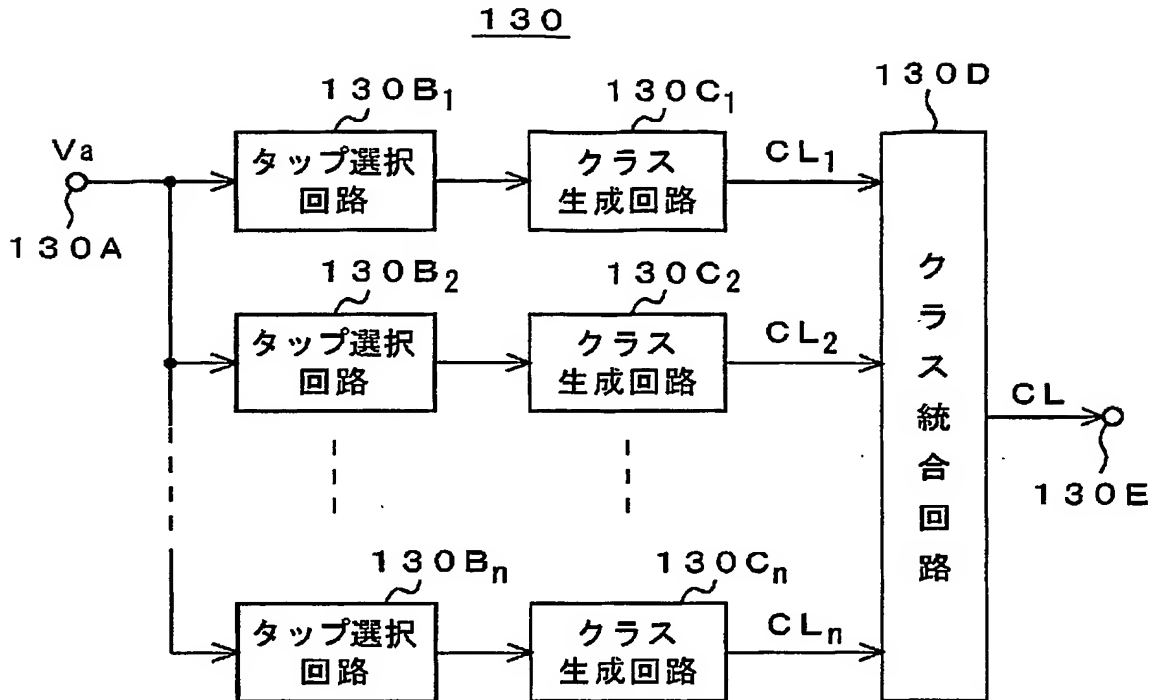 １３０
１３０B₁
１３０C₁
１３０D
Va
タップ選択
回路
クラス
生成回路
CL₁
１３０A
１３０B₂
１３０C₂
タップ選択
回路
クラス
生成回路
CL₂
クラス統合回路
CL
１３０E
１３０Bₙ
１３０Cₙ
タップ選択
回路
クラス
生成回路
CLₙ